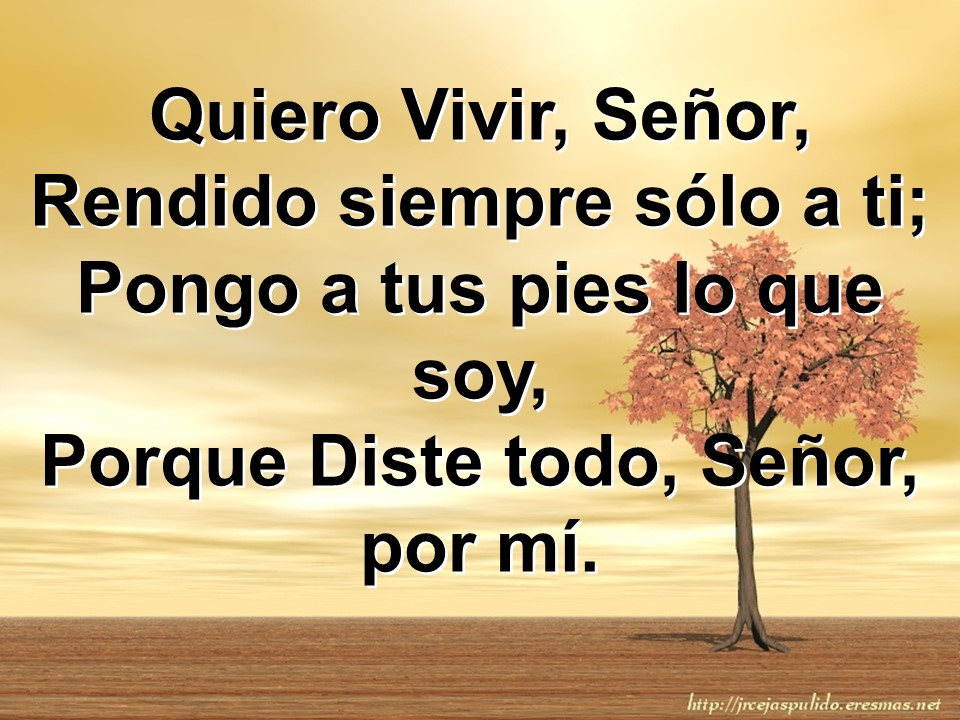 Quiero Vivir, Señor,
Rendido siempre sólo a ti;
Pongo a tus pies lo que
soy,
Porque Diste todo, Señor,
por mí.
http://jrcejaspulido.eresmas.net